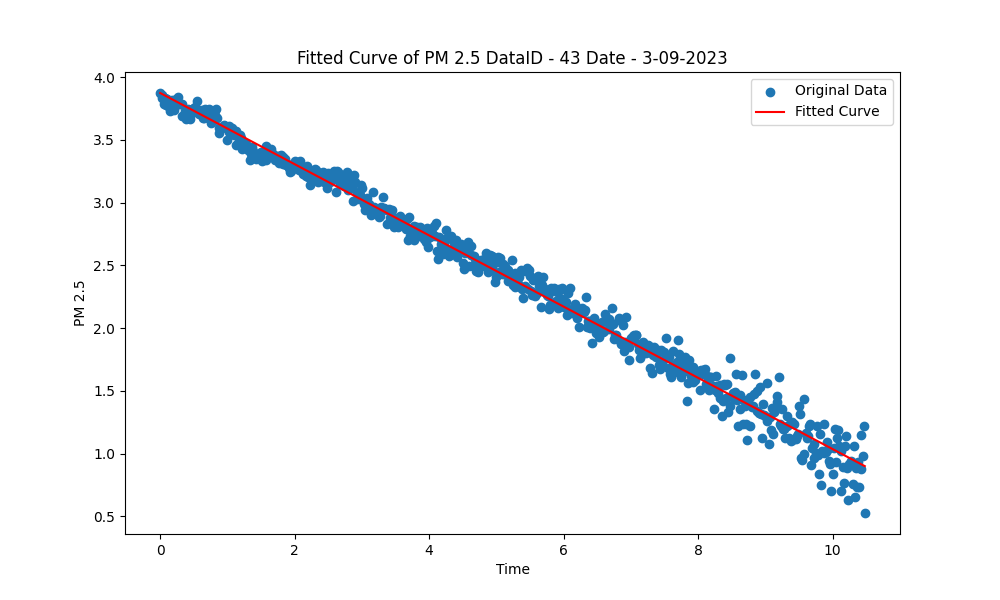 Fitted Curve of PM 2.5 DataID - 43 Date - 3-09-2023
Original Data
Fitted Curve
PM 2.5
4.0
3.5
3.0
2.5
2.0
1.5
1.0
0.5
0 2 4 6 8 10
Time